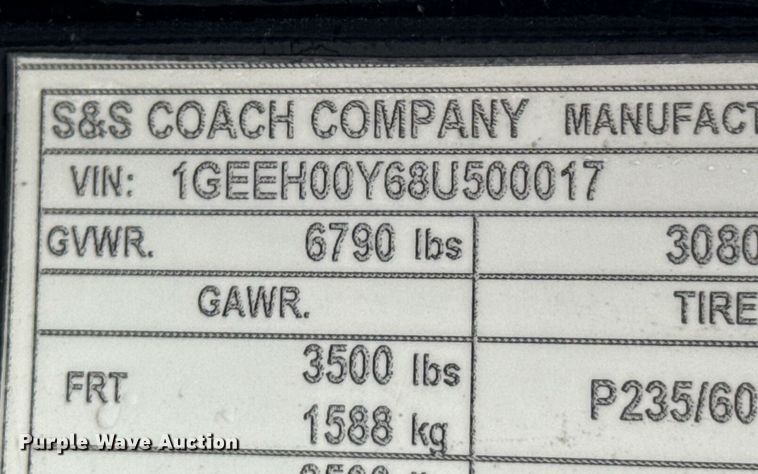 S&S COACH COMPANY MANUFACT
VIN: 1GEEH00Y68U500017
GVWR. 6790 lbs 3080
GAWR. TIRE
FRT 3500 lbs P235/60
1588 kg
Purple Wave Auction